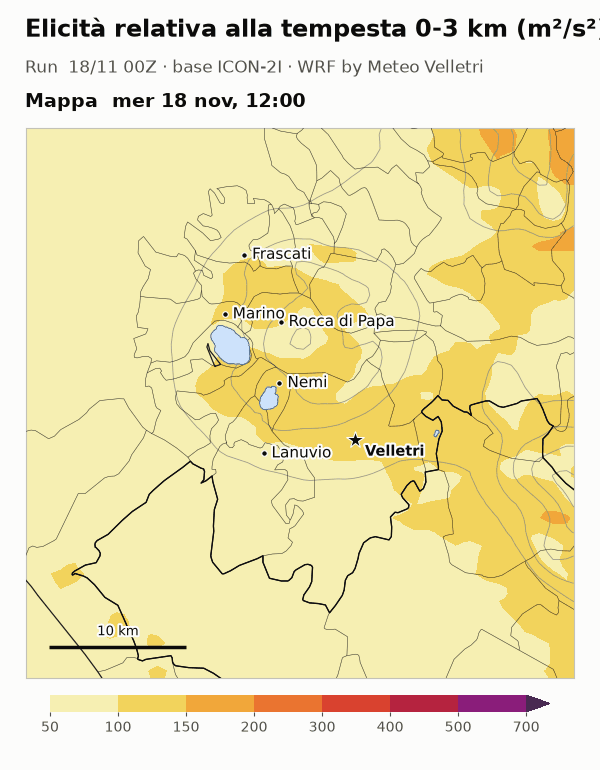 Elicità relativa alla tempesta 0-3 km (m²/s²)
Run 18/11 00Z · base ICON-2I · WRF by Meteo Velletri
Mappa mer 18 nov, 12:00
Frascati
Marino
Rocca di Papa
Nemi
Velletri
Lanuvio
10 km
50 100 150 200 300 400 500 700